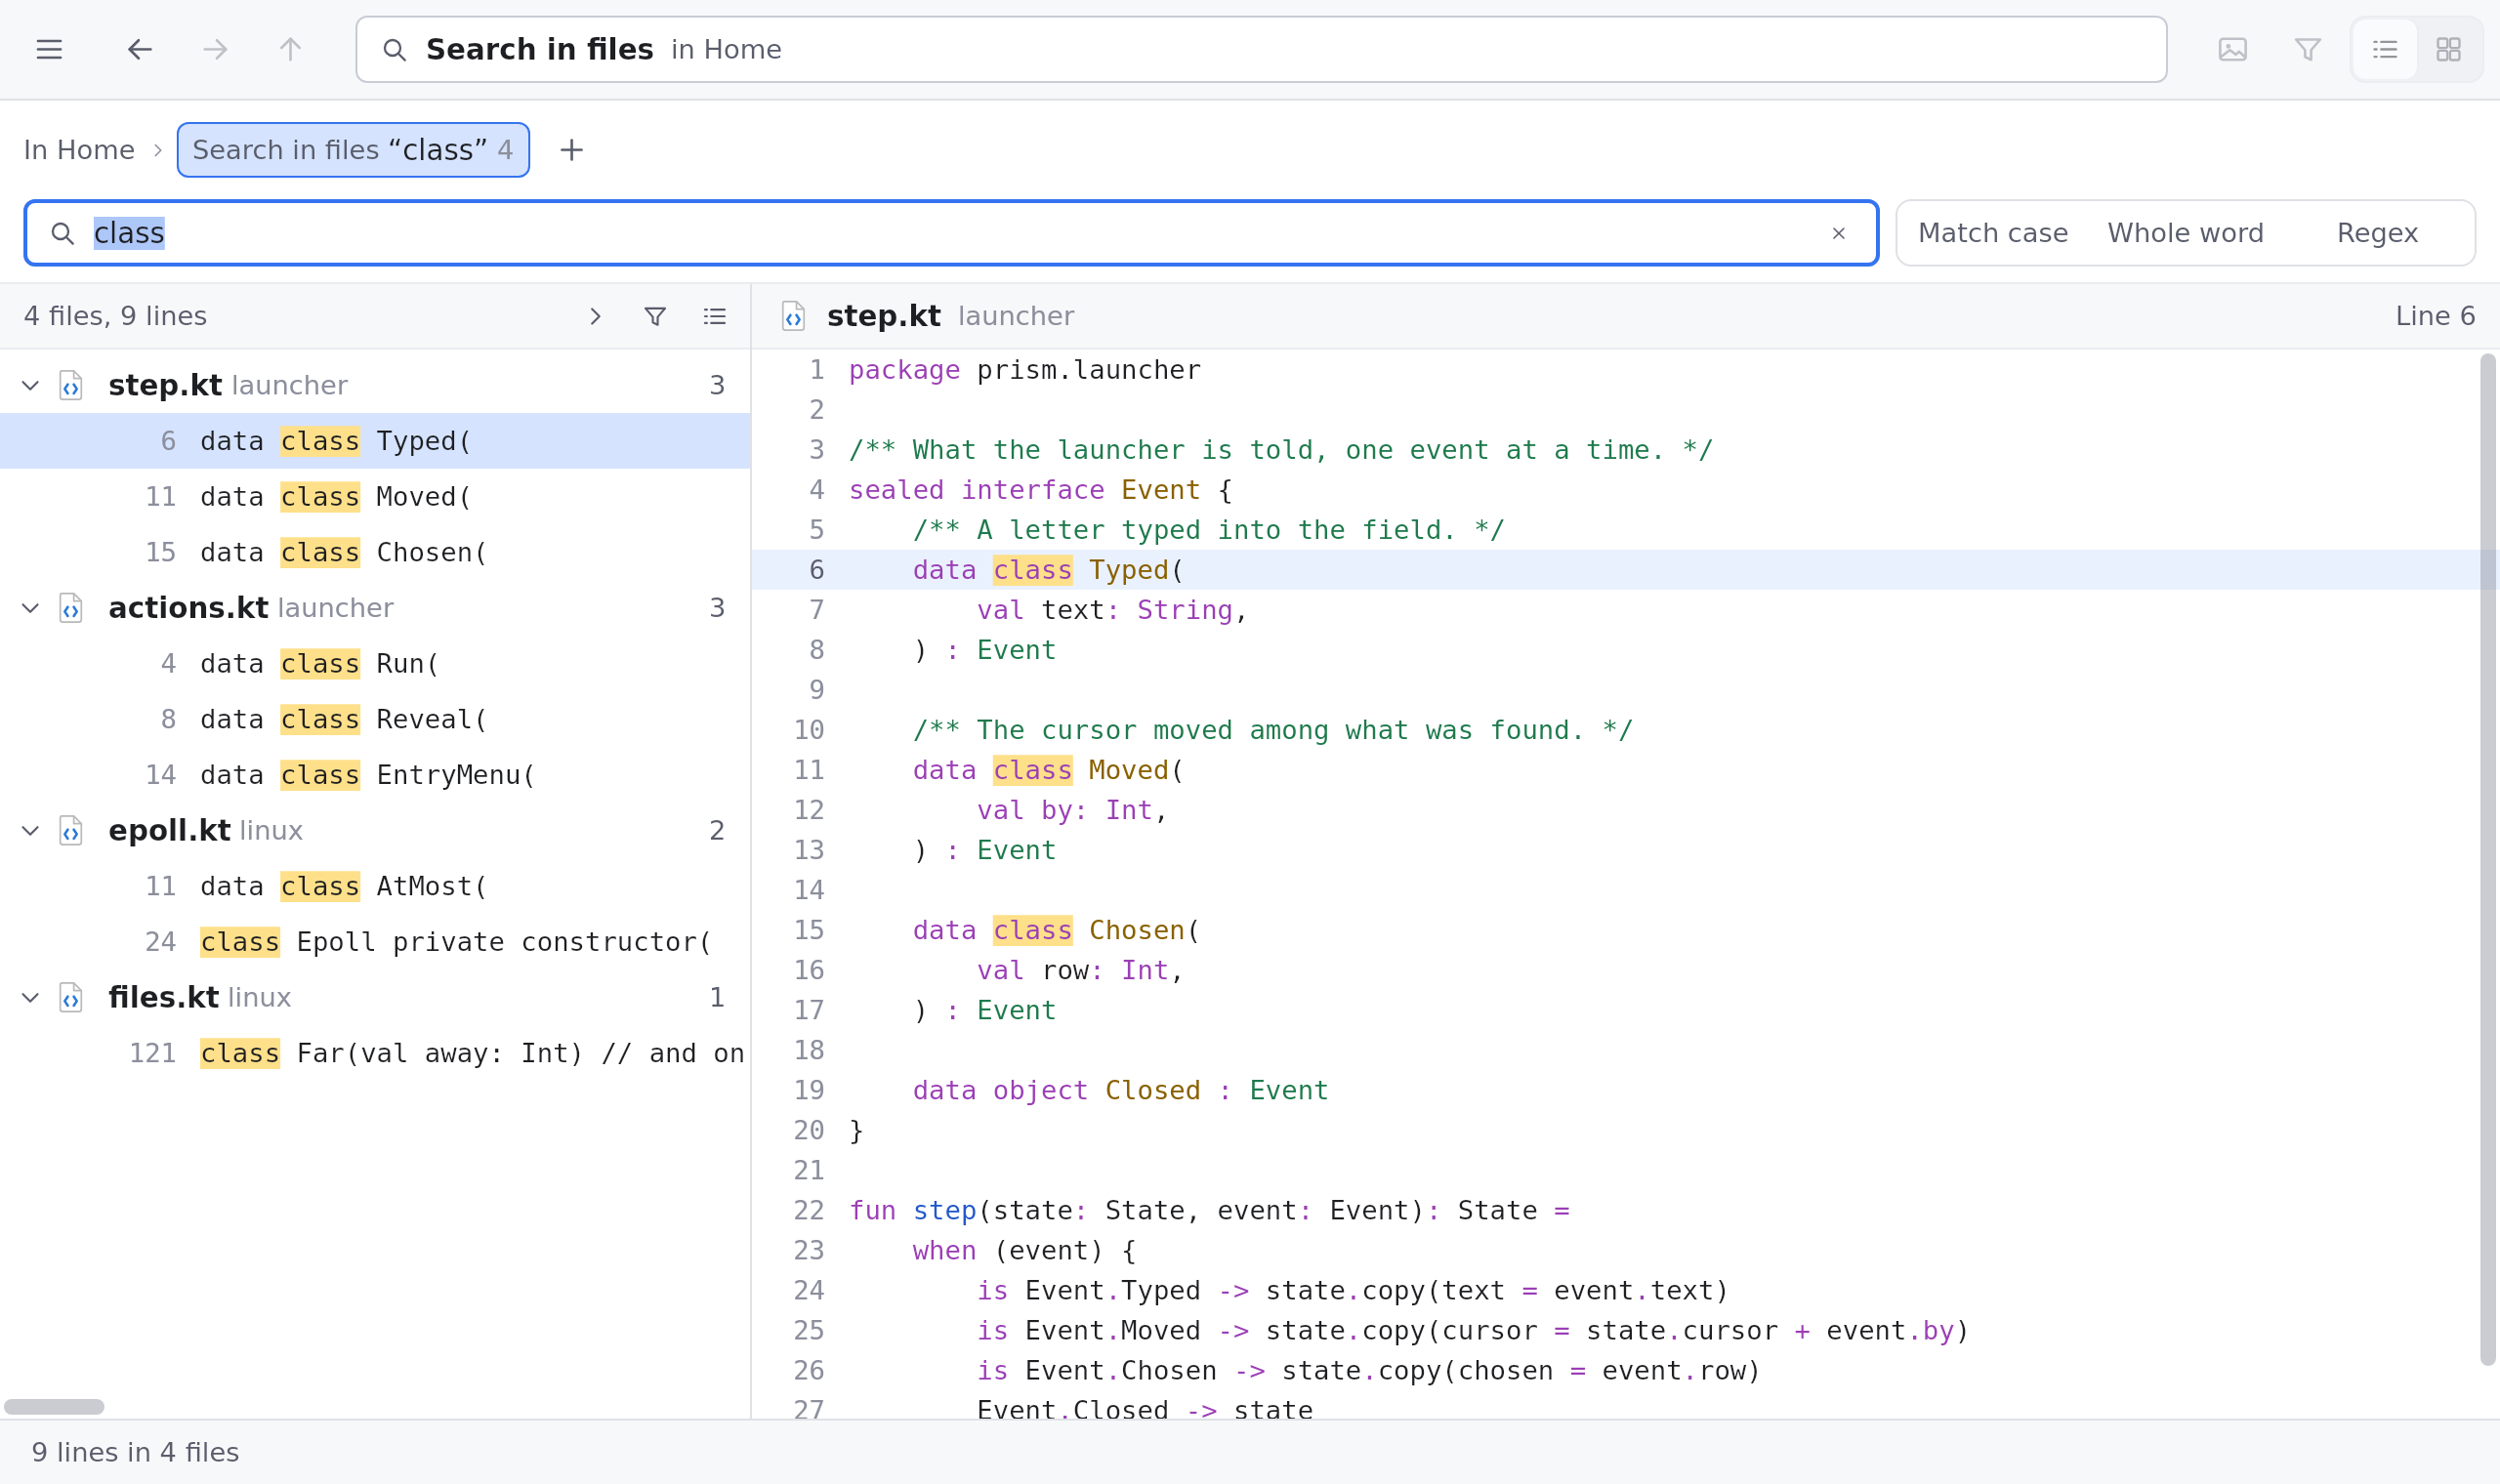 Search in files in Home
In Home › Search in files “class” 4 +
class ×
Match case Whole word Regex
4 files, 9 lines
step.kt launcher 3
6 data class Typed(
11 data class Moved(
15 data class Chosen(
actions.kt launcher 3
4 data class Run(
8 data class Reveal(
14 data class EntryMenu(
epoll.kt linux 2
11 data class AtMost(
24 class Epoll private constructor(
files.kt linux 1
121 class Far(val away: Int) // and on
step.kt launcher Line 6
1 package prism.launcher
2
3 /** What the launcher is told, one event at a time. */
4 sealed interface Event {
5     /** A letter typed into the field. */
6     data class Typed(
7         val text: String,
8     ) : Event
9
10     /** The cursor moved among what was found. */
11     data class Moved(
12         val by: Int,
13     ) : Event
14
15     data class Chosen(
16         val row: Int,
17     ) : Event
18
19     data object Closed : Event
20 }
21
22 fun step(state: State, event: Event): State =
23     when (event) {
24         is Event.Typed -> state.copy(text = event.text)
25         is Event.Moved -> state.copy(cursor = state.cursor + event.by)
26         is Event.Chosen -> state.copy(chosen = event.row)
27         Event.Closed -> state
9 lines in 4 files